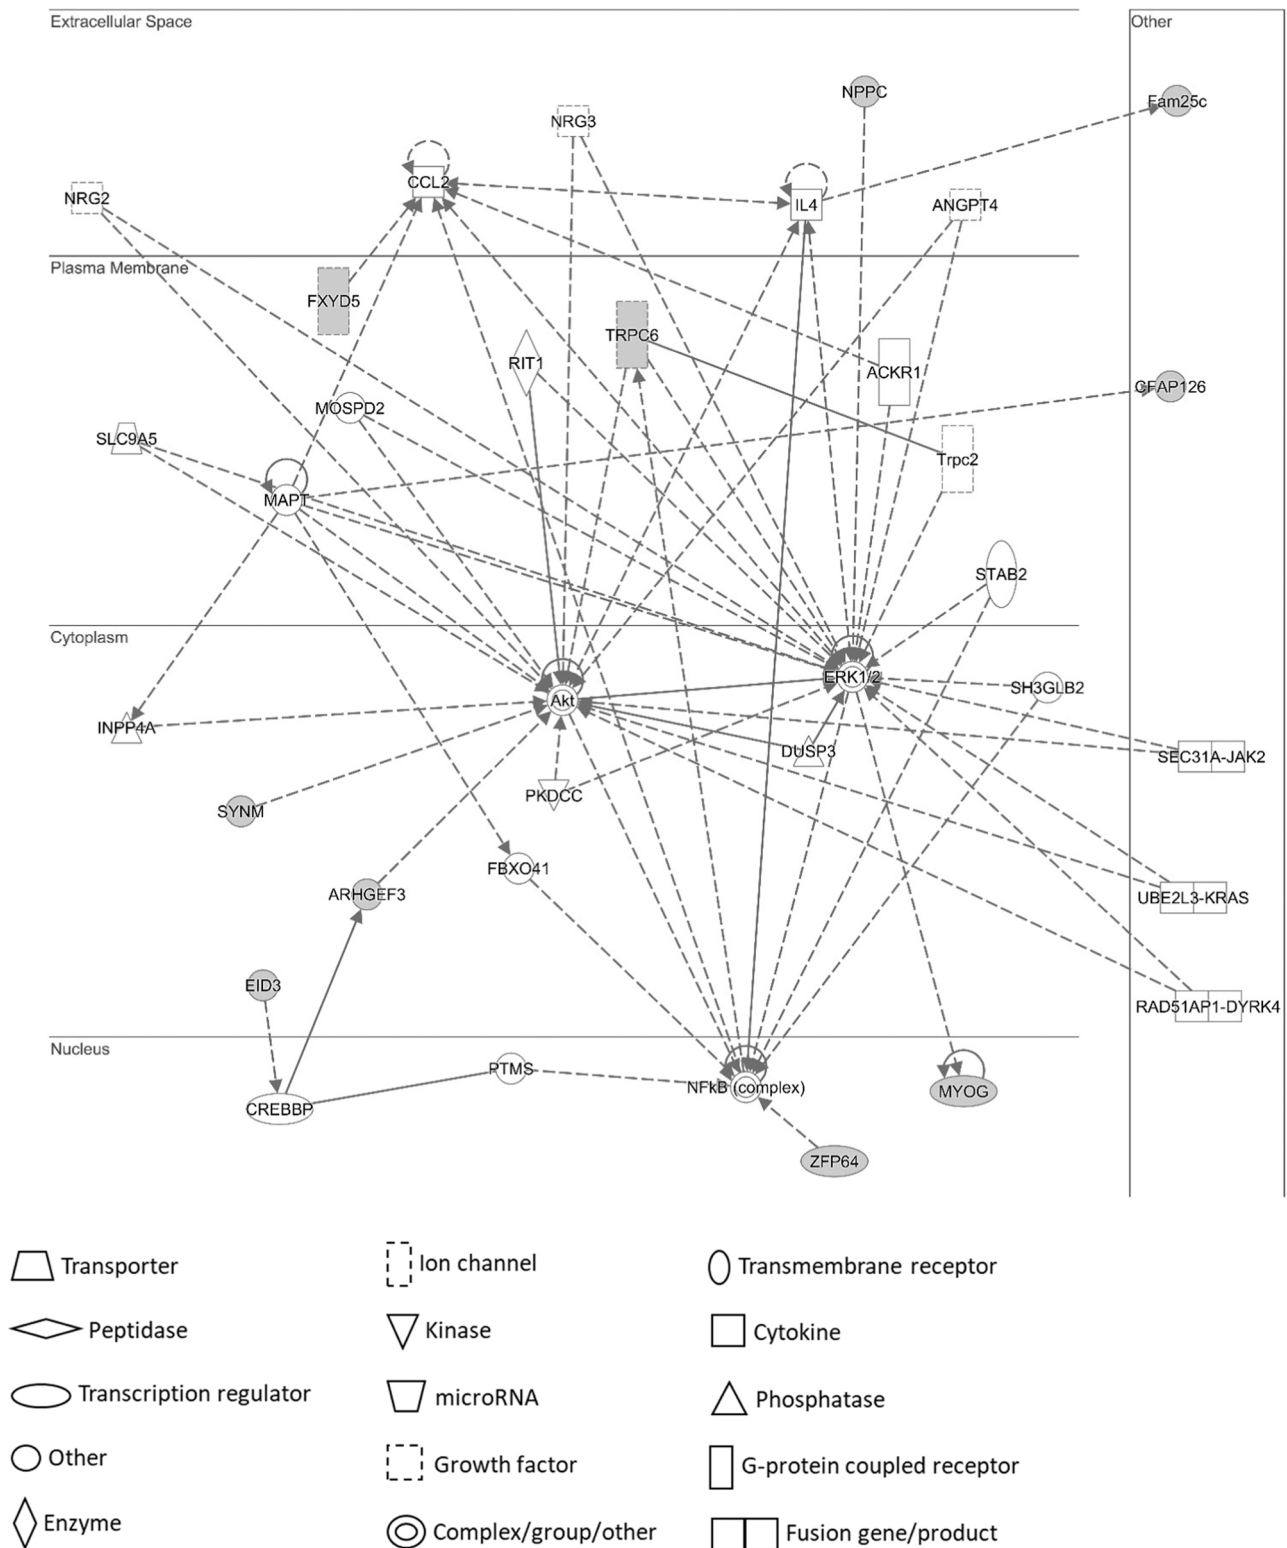 Extracellular Space
Other
NPPC
Fam25c
NRG3
CCL2
NRG2
IL4
ANGPT4
Plasma Membrane
FXYD5
TRPC6
RIT1
ACKR1
CFAP126
MOSPD2
SLC9A5
Trpc2
MAPT
STAB2
Cytoplasm
ERK1/2
SH3GLB2
Akt
INPP4A
DUSP3
SEC31A-JAK2
PKDCC
SYNM
FBXO41
ARHGEF3
UBE2L3-KRAS
EID3
RAD51AP1-DYRK4
Nucleus
PTMS
NFkB (complex)
MYOG
CREBBP
ZFP64
Transporter
Ion channel
Transmembrane receptor
Peptidase
Kinase
Cytokine
Transcription regulator
microRNA
Phosphatase
Other
Growth factor
G-protein coupled receptor
Enzyme
Complex/group/other
Fusion gene/product